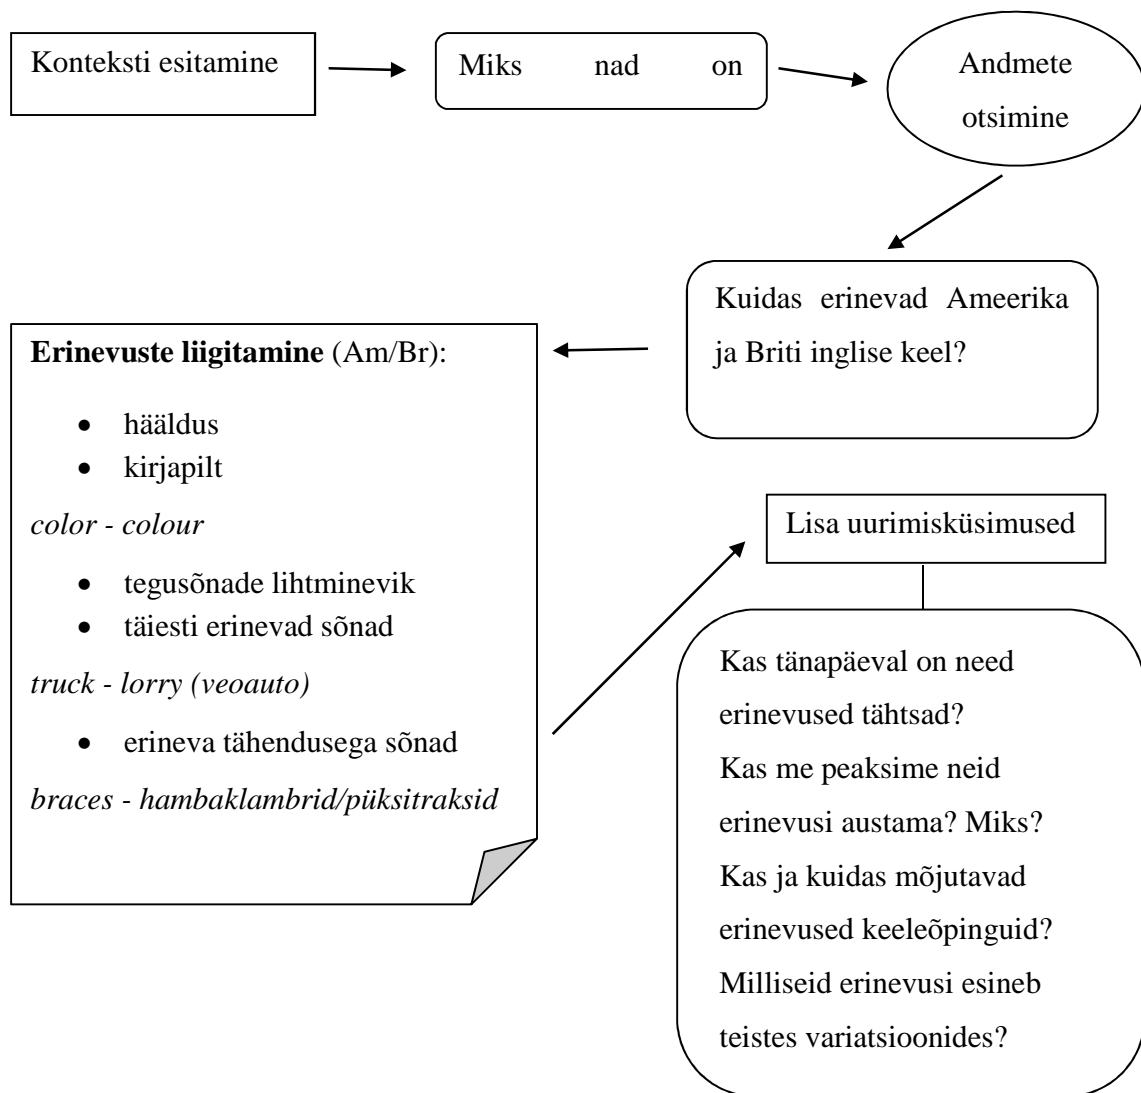 Konteksti esitamine
Miks nad on
Andmete
otsimine
Kuidas erinevad Ameerika
ja Briti inglise keel?
Erinevuste liigitamine (Am/Br):
• hääldus
• kirjapilt
color - colour
• tegusõnade lihtminevik
• täiesti erinevad sõnad
truck - lorry (veoauto)
• erineva tähendusega sõnad
braces - hambaklambrid/püksitraksid
Lisa uurimisküsimused
Kas tänapäeval on need
erinevused tähtsad?
Kas me peaksime neid
erinevusi austama? Miks?
Kas ja kuidas mõjutavad
erinevused keeleõpinguid?
Milliseid erinevusi esineb
teistes variatsioonides?